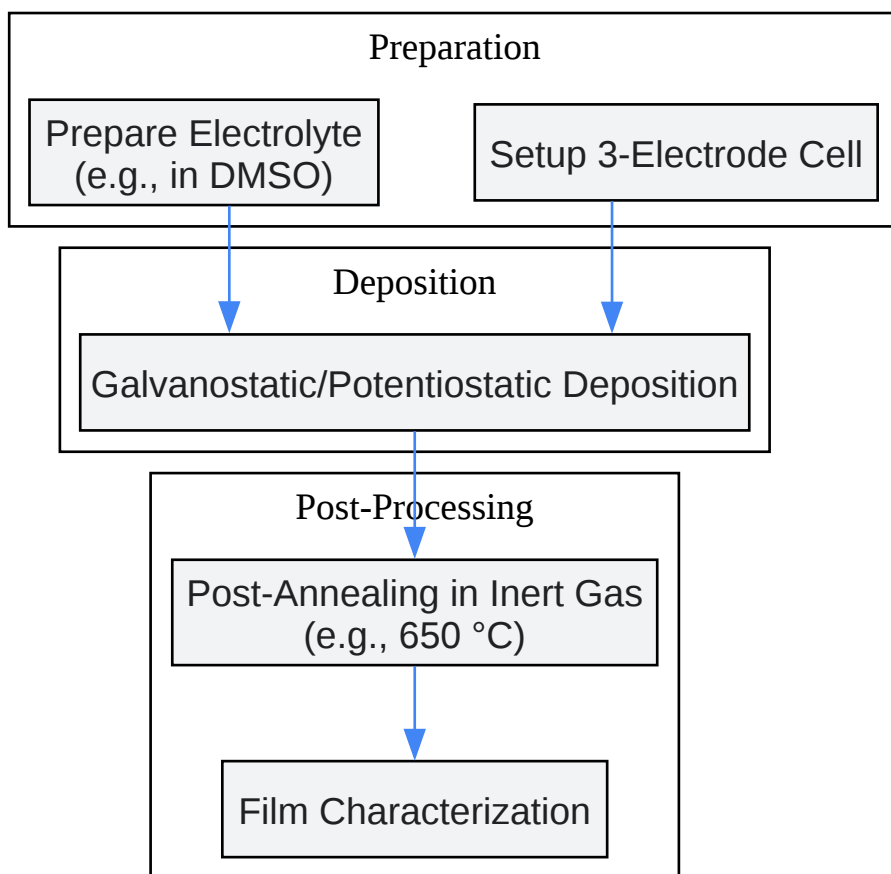 Preparation
Prepare Electrolyte
(e.g., in DMSO)
Setup 3-Electrode Cell
Deposition
Galvanostatic/Potentiostatic Deposition
Post-Processing
Post-Annealing in Inert Gas
(e.g., 650 °C)
Film Characterization